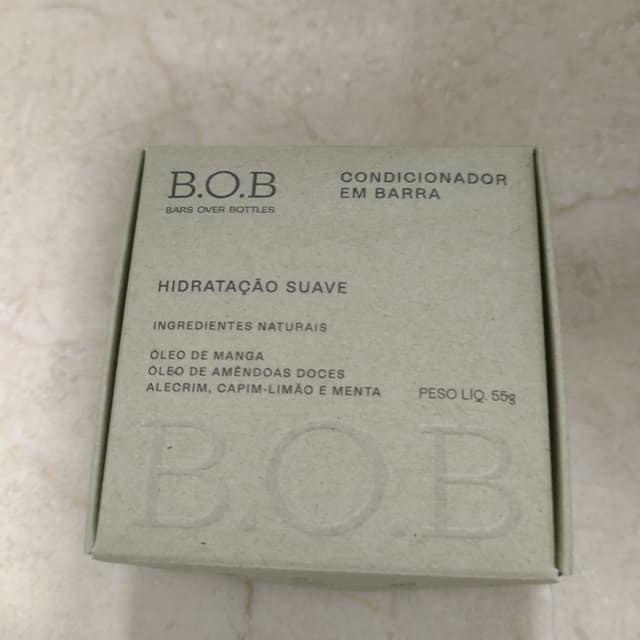 B.O.B
BARS OVER BOTTLES
CONDICIONADOR
EM BARRA
HIDRATAÇÃO SUAVE
INGREDIENTES NATURAIS
ÓLEO DE MANGA
ÓLEO DE AMÊNDOAS DOCES
ALECRIM, CAPIM-LIMÃO E MENTA
PESO LÍQ. 55g
B.O.B